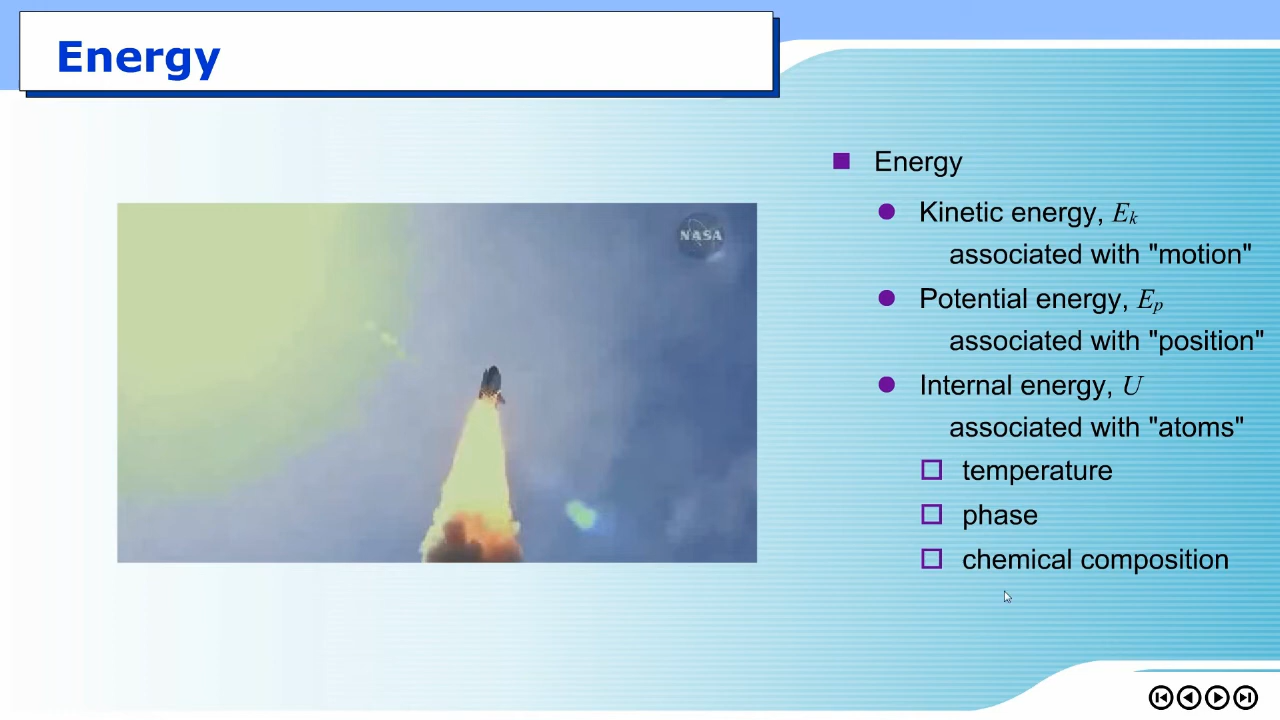 Energy
NASA
Energy
Kinetic energy, Ek
associated with "motion"
Potential energy, Ep
associated with "position"
Internal energy, U
associated with "atoms"
temperature
phase
chemical composition